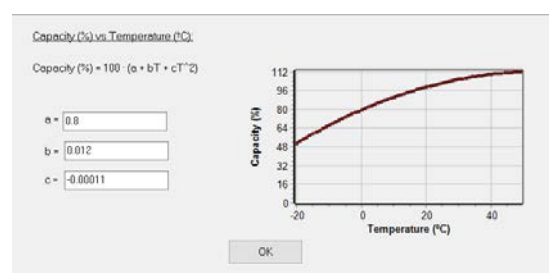 Capacity (%) vs Temperature (ºC):
Capacity (%) = 100 · (a + bT + cT^2)
a = 0.8
b = 0.012
c = -0.00011
Capacity (%)
112
96
80
64
48
32
16
0
-20 0 20 40
Temperature (ºC)
OK